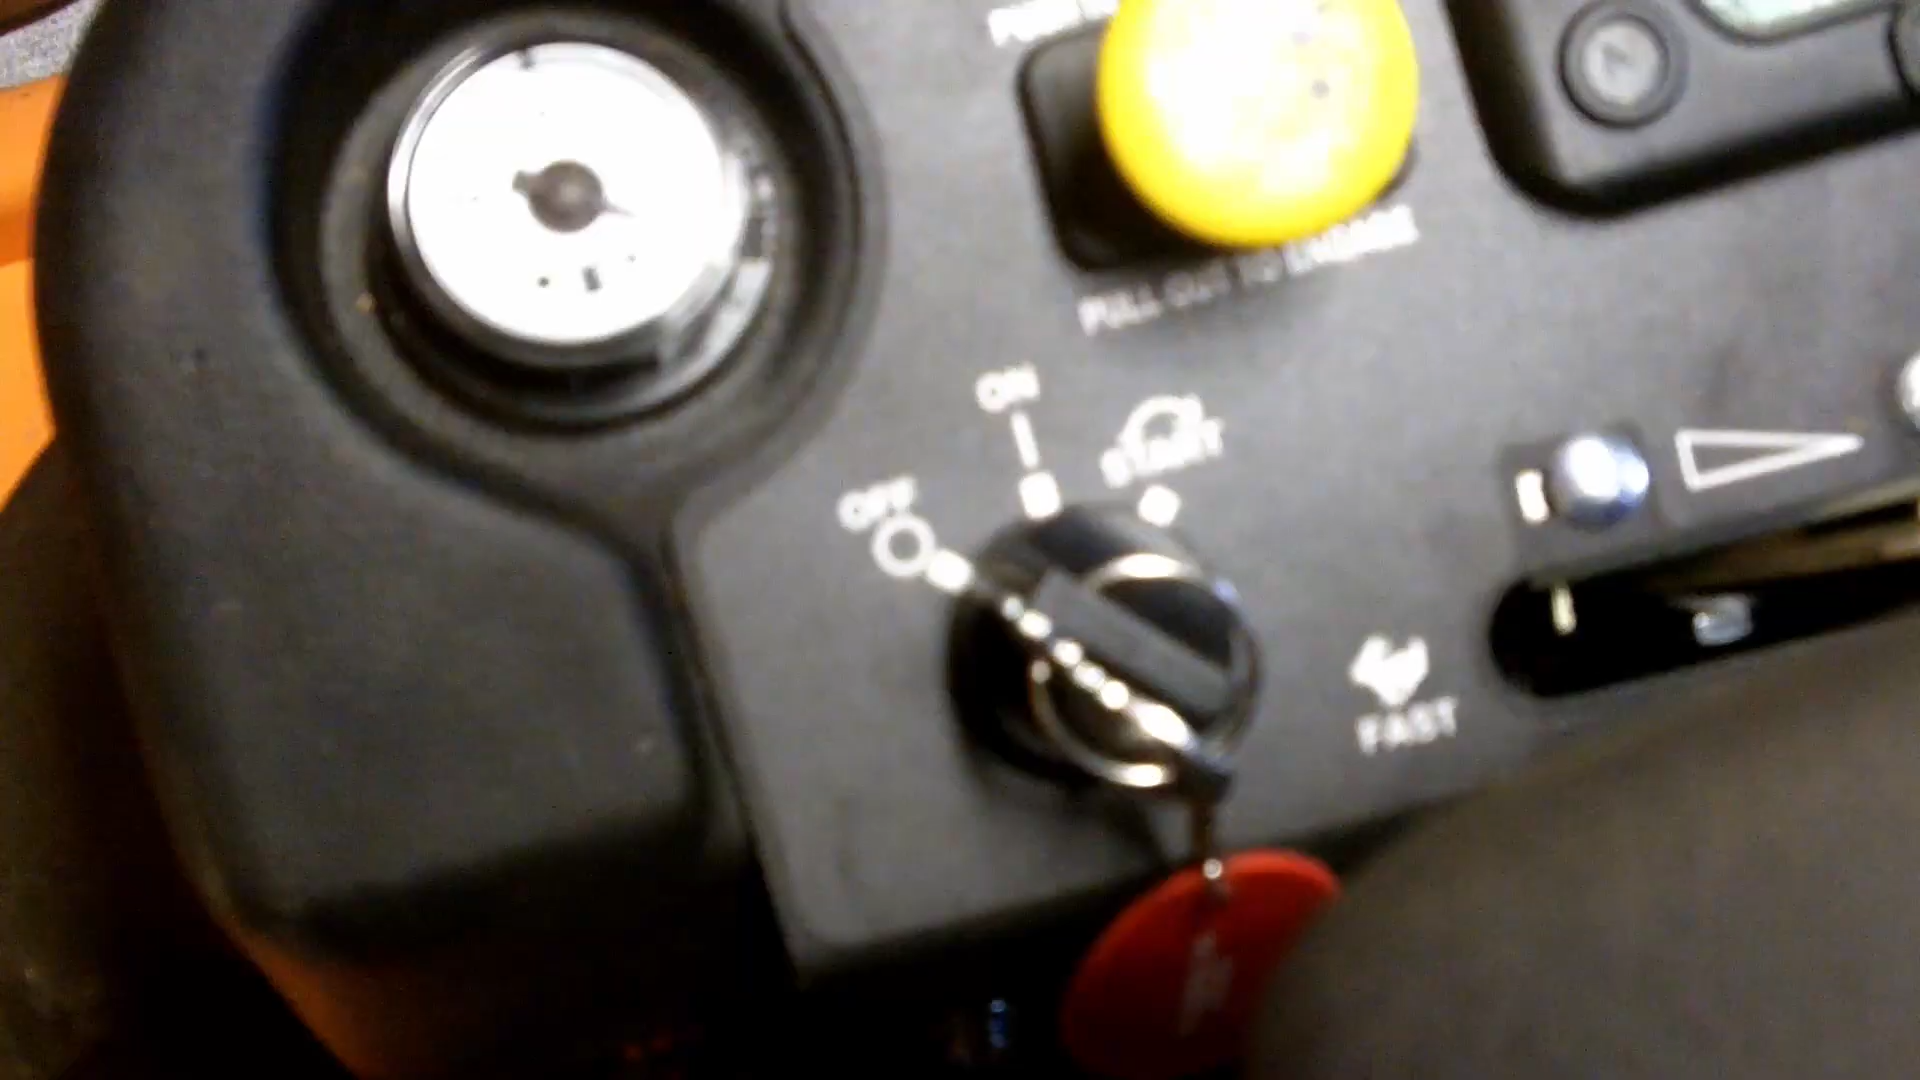 PULL OUT TO ENGAGE
ON
START
OFF
FAST